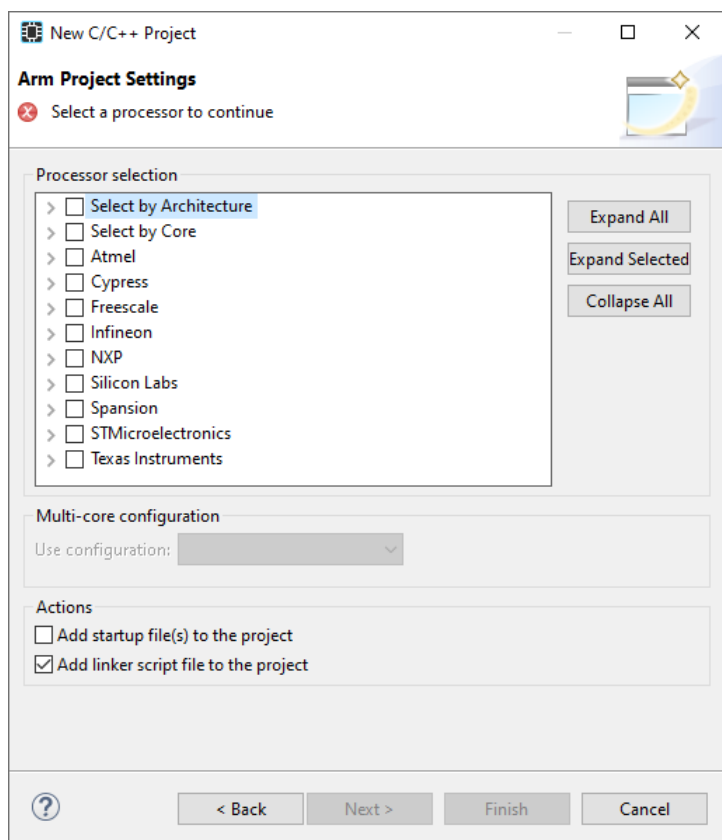 New C/C++ Project
Arm Project Settings
Select a processor to continue
Processor selection
Select by Architecture
Select by Core
Atmel
Cypress
Freescale
Infineon
NXP
Silicon Labs
Spansion
STMicroelectronics
Texas Instruments
Expand All
Expand Selected
Collapse All
Multi-core configuration
Use configuration:
Actions
Add startup file(s) to the project
Add linker script file to the project
? < Back Next > Finish Cancel